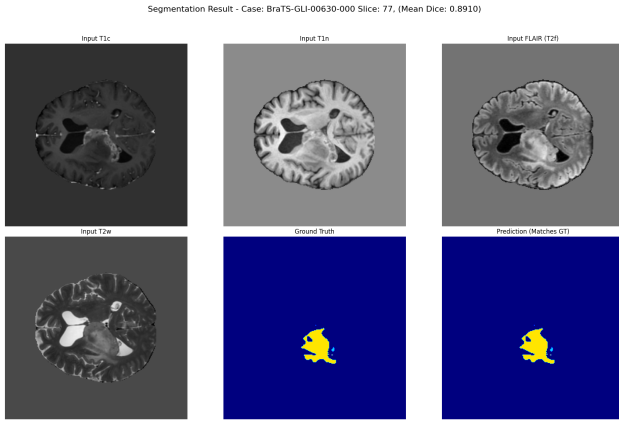 Segmentation Result - Case: BraTS-GLI-00630-000 Slice: 77, (Mean Dice: 0.8910)
Input T1c
Input T1n
Input FLAIR (T2f)
Input T2w
Ground Truth
Prediction (Matches GT)